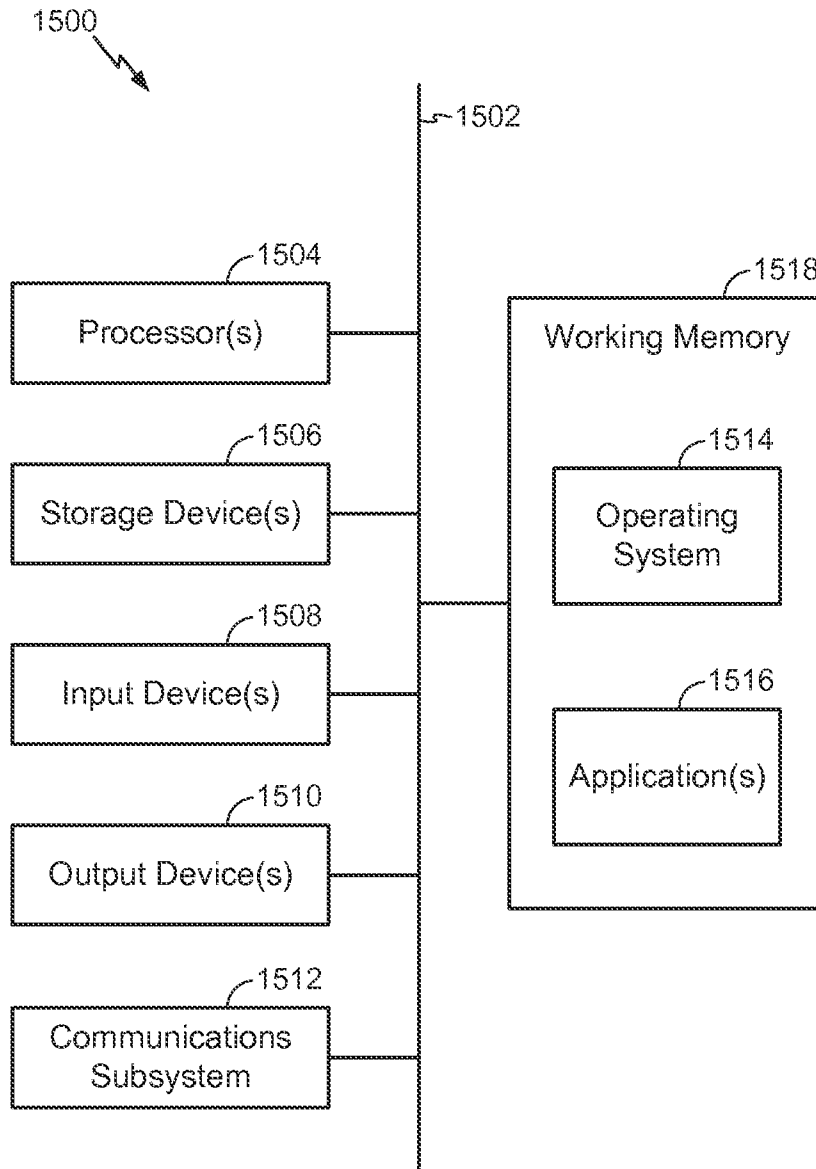 1500
1502
1504
Processor(s)
1518
Working Memory
1506
Storage Device(s)
1514
Operating
System
1508
Input Device(s)
1516
Application(s)
1510
Output Device(s)
1512
Communications
Subsystem